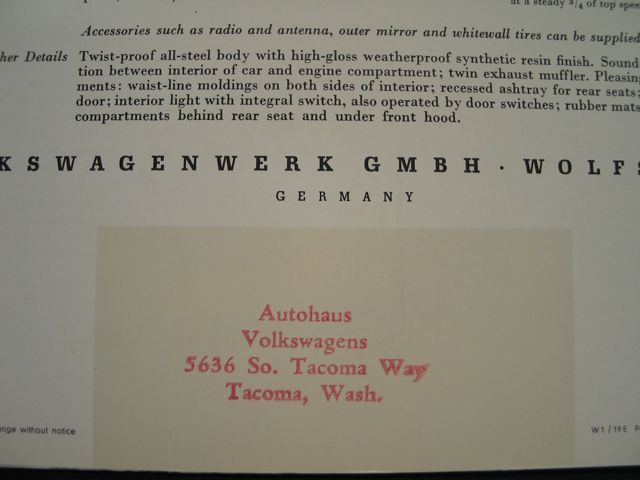 at a steady 3/4 of top spee
Accessories such as radio and antenna, outer mirror and whitewall tires can be supplied
her Details Twist-proof all-steel body with high-gloss weatherproof synthetic resin finish. Sound
tion between interior of car and engine compartment; twin exhaust muffler. Pleasin
ments: waist-line moldings on both sides of interior; recessed ashtray for rear seats;
door; interior light with integral switch, also operated by door switches; rubber mats
compartments behind rear seat and under front hood.
KSWAGENWERK GMBH · WOLFS
GERMANY
Autohaus
Volkswagens
5636 So. Tacoma Way
Tacoma, Wash.
nge without notice
W1/19E P